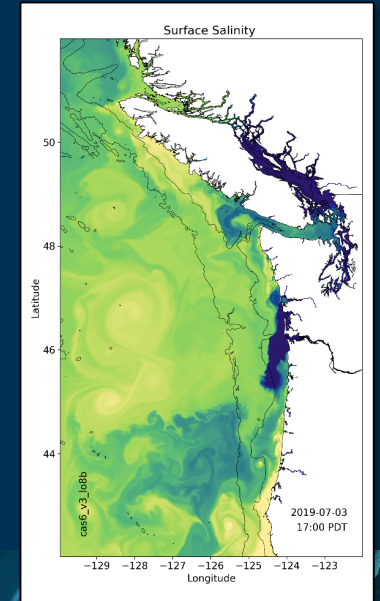 Surface Salinity
50
48
46
44
Latitude
cas6_v3_lo8b
2019-07-03
17:00 PDT
−129 −128 −127 −126 −125 −124 −123
Longitude